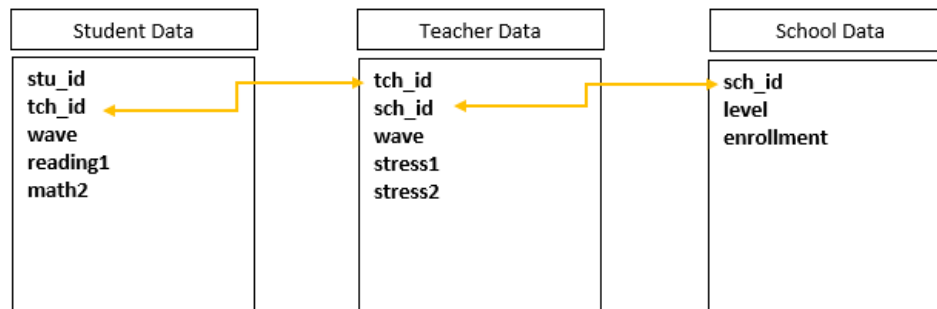 Student Data
stu_id
tch_id
wave
reading1
math2
Teacher Data
tch_id
sch_id
wave
stress1
stress2
School Data
sch_id
level
enrollment